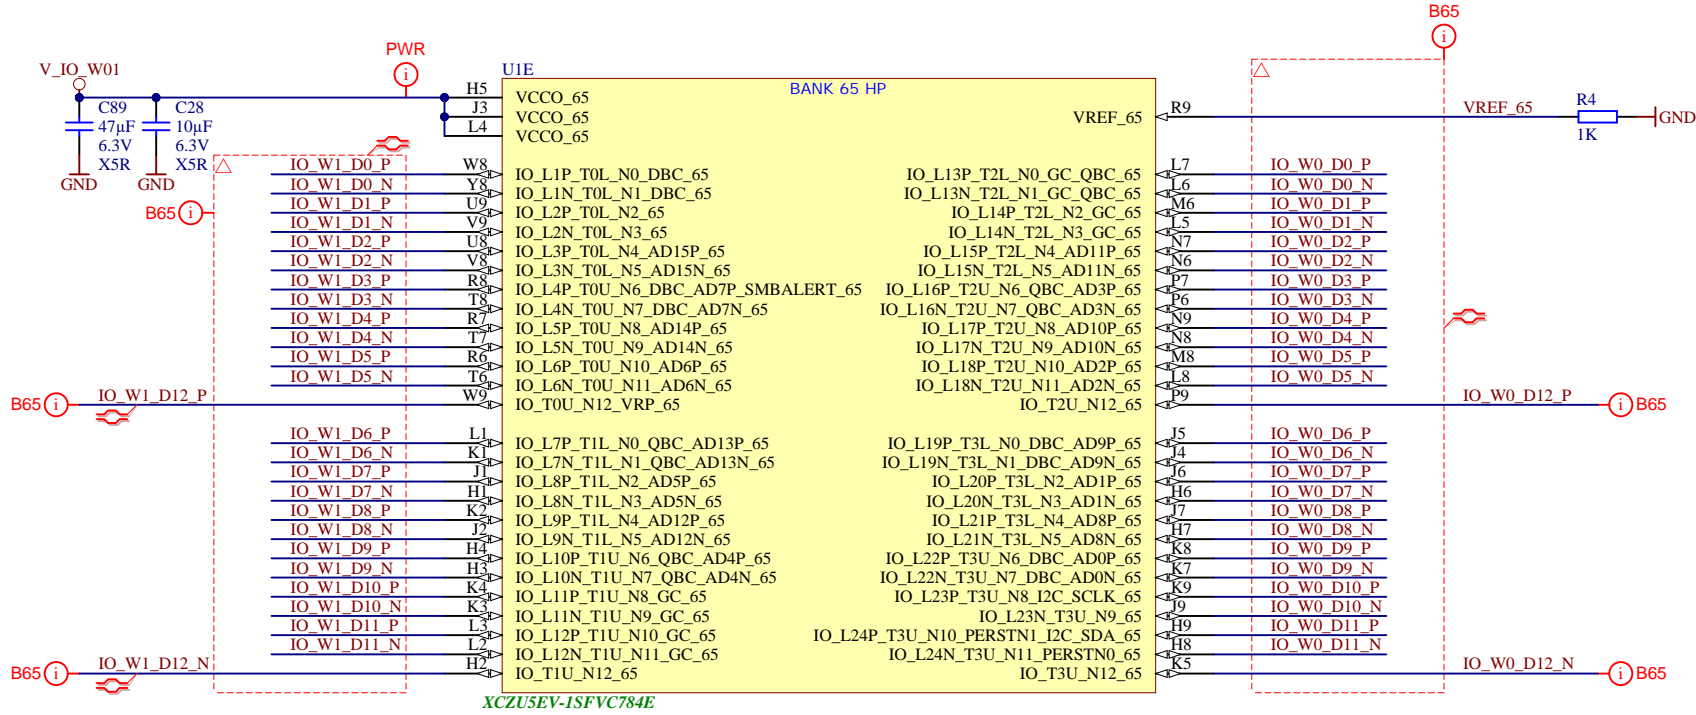 B65
PWR
V_IO_W01
U1E
BANK 65 HP
C89
47µF
6.3V
X5R
GND
C28
10µF
6.3V
X5R
GND
H5 VCCO_65
J3 VCCO_65
L4 VCCO_65
VREF_65 R9 VREF_65 R4 1K GND
B65
IO_W1_D0_P W8 IO_L1P_T0L_N0_DBC_65 IO_L13P_T2L_N0_GC_QBC_65 L7 IO_W0_D0_P
IO_W1_D0_N Y8 IO_L1N_T0L_N1_DBC_65 IO_L13N_T2L_N1_GC_QBC_65 L6 IO_W0_D0_N
IO_W1_D1_P U9 IO_L2P_T0L_N2_65 IO_L14P_T2L_N2_GC_65 M6 IO_W0_D1_P
IO_W1_D1_N V9 IO_L2N_T0L_N3_65 IO_L14N_T2L_N3_GC_65 L5 IO_W0_D1_N
IO_W1_D2_P U8 IO_L3P_T0L_N4_AD15P_65 IO_L15P_T2L_N4_AD11P_65 N7 IO_W0_D2_P
IO_W1_D2_N V8 IO_L3N_T0L_N5_AD15N_65 IO_L15N_T2L_N5_AD11N_65 N6 IO_W0_D2_N
IO_W1_D3_P R8 IO_L4P_T0U_N6_DBC_AD7P_SMBALERT_65 IO_L16P_T2U_N6_QBC_AD3P_65 P7 IO_W0_D3_P
IO_W1_D3_N T8 IO_L4N_T0U_N7_DBC_AD7N_65 IO_L16N_T2U_N7_QBC_AD3N_65 P6 IO_W0_D3_N
IO_W1_D4_P R7 IO_L5P_T0U_N8_AD14P_65 IO_L17P_T2U_N8_AD10P_65 N9 IO_W0_D4_P
IO_W1_D4_N T7 IO_L5N_T0U_N9_AD14N_65 IO_L17N_T2U_N9_AD10N_65 N8 IO_W0_D4_N
IO_W1_D5_P R6 IO_L6P_T0U_N10_AD6P_65 IO_L18P_T2U_N10_AD2P_65 M8 IO_W0_D5_P
IO_W1_D5_N T6 IO_L6N_T0U_N11_AD6N_65 IO_L18N_T2U_N11_AD2N_65 L8 IO_W0_D5_N
B65 IO_W1_D12_P W9 IO_T0U_N12_VRP_65 IO_T2U_N12_65 P9 IO_W0_D12_P B65
IO_W1_D6_P L1 IO_L7P_T1L_N0_QBC_AD13P_65 IO_L19P_T3L_N0_DBC_AD9P_65 J5 IO_W0_D6_P
IO_W1_D6_N K1 IO_L7N_T1L_N1_QBC_AD13N_65 IO_L19N_T3L_N1_DBC_AD9N_65 J4 IO_W0_D6_N
IO_W1_D7_P J1 IO_L8P_T1L_N2_AD5P_65 IO_L20P_T3L_N2_AD1P_65 J6 IO_W0_D7_P
IO_W1_D7_N H1 IO_L8N_T1L_N3_AD5N_65 IO_L20N_T3L_N3_AD1N_65 H6 IO_W0_D7_N
IO_W1_D8_P K2 IO_L9P_T1L_N4_AD12P_65 IO_L21P_T3L_N4_AD8P_65 J7 IO_W0_D8_P
IO_W1_D8_N J2 IO_L9N_T1L_N5_AD12N_65 IO_L21N_T3L_N5_AD8N_65 H7 IO_W0_D8_N
IO_W1_D9_P H4 IO_L10P_T1U_N6_QBC_AD4P_65 IO_L22P_T3U_N6_DBC_AD0P_65 K8 IO_W0_D9_P
IO_W1_D9_N H3 IO_L10N_T1U_N7_QBC_AD4N_65 IO_L22N_T3U_N7_DBC_AD0N_65 K7 IO_W0_D9_N
IO_W1_D10_P K4 IO_L11P_T1U_N8_GC_65 IO_L23P_T3U_N8_I2C_SCLK_65 K9 IO_W0_D10_P
IO_W1_D10_N K3 IO_L11N_T1U_N9_GC_65 IO_L23N_T3U_N9_65 J9 IO_W0_D10_N
IO_W1_D11_P L3 IO_L12P_T1U_N10_GC_65 IO_L24P_T3U_N10_PERSTN1_I2C_SDA_65 H9 IO_W0_D11_P
IO_W1_D11_N L2 IO_L12N_T1U_N11_GC_65 IO_L24N_T3U_N11_PERSTN0_65 H8 IO_W0_D11_N
B65 IO_W1_D12_N H2 IO_T1U_N12_65 IO_T3U_N12_65 K5 IO_W0_D12_N B65
XCZU5EV-1SFVC784E